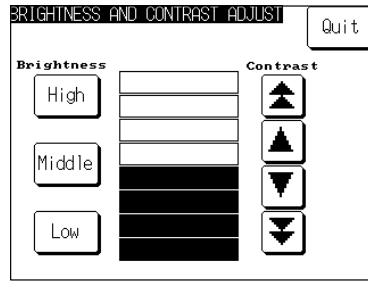 BRIGHTNESS AND CONTRAST ADJUST
Quit
Brightness
Contrast
High
Middle
Low